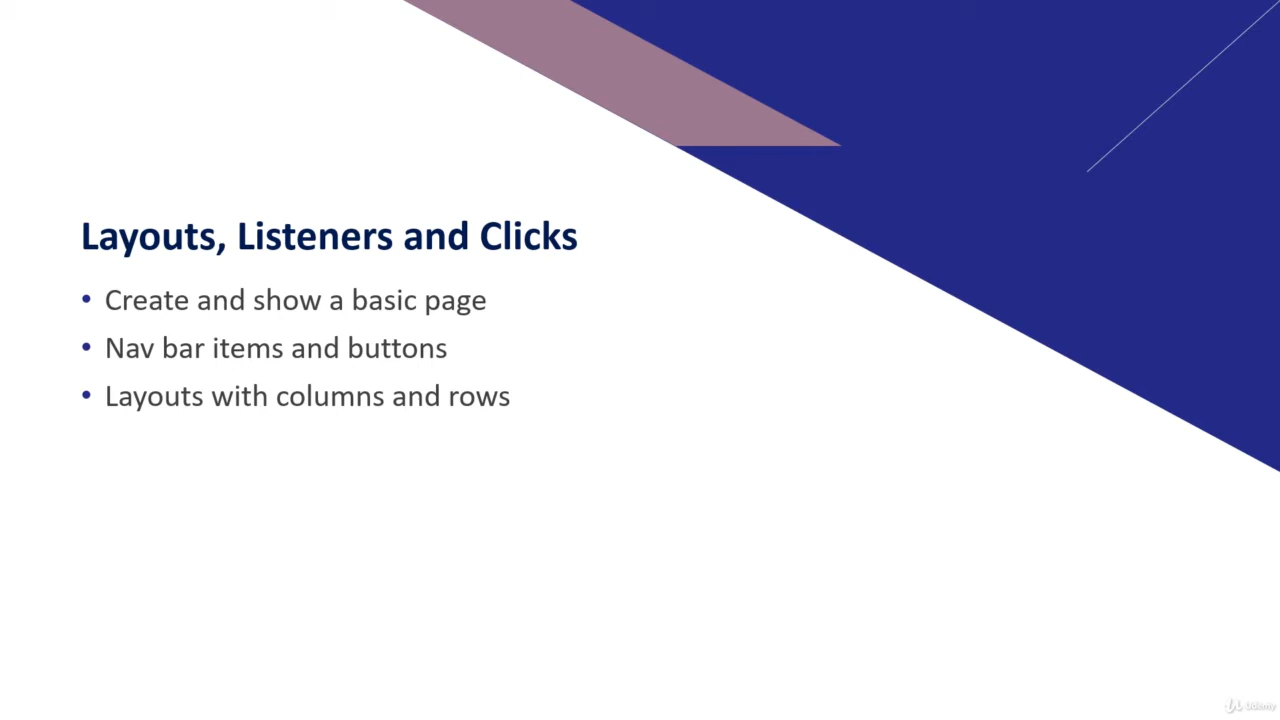 Layouts, Listeners and Clicks
• Create and show a basic page
• Nav bar items and buttons
• Layouts with columns and rows
Udemy